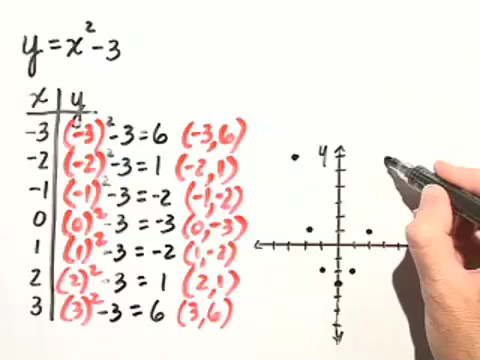 y = x² - 3
x y
-3 (-3)² - 3 = 6 (-3, 6)
-2 (-2)² - 3 = 1 (-2, 1)
-1 (-1)² - 3 = -2 (-1, -2)
0 (0)² - 3 = -3 (0, -3)
1 (1)² - 3 = -2 (1, -2)
2 (2)² - 3 = 1 (2, 1)
3 (3)² - 3 = 6 (3, 6)
y